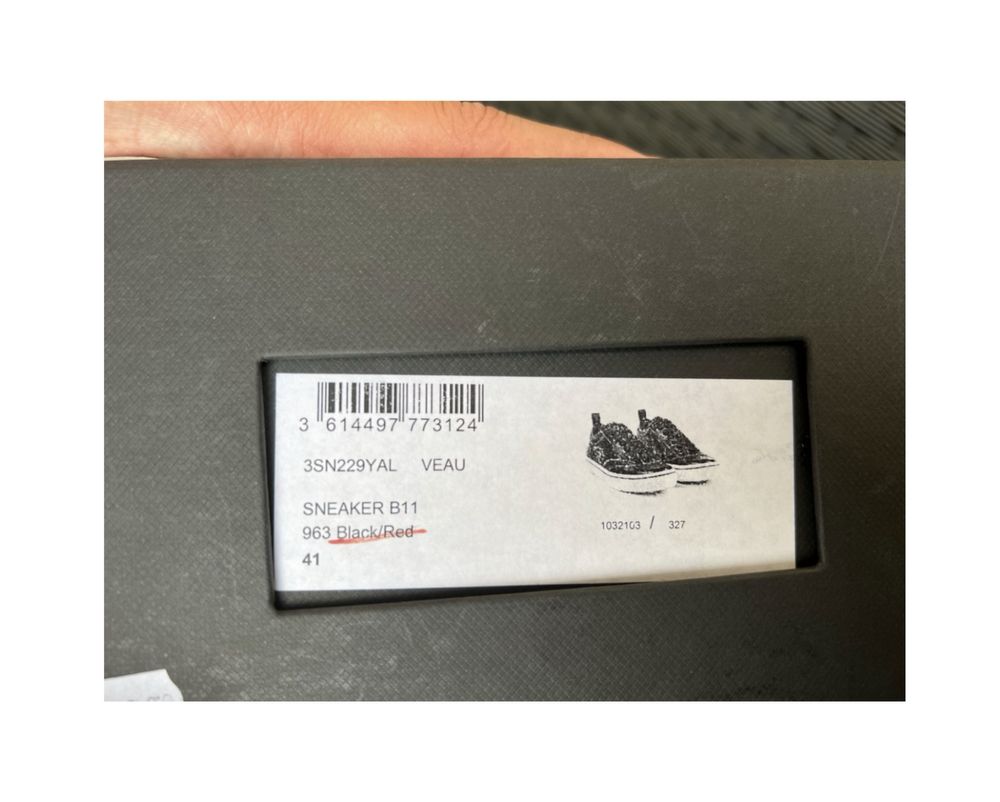 3 614497 773124
3SN229YAL VEAU
SNEAKER B11
963 Black/Red
41
1032103 / 327